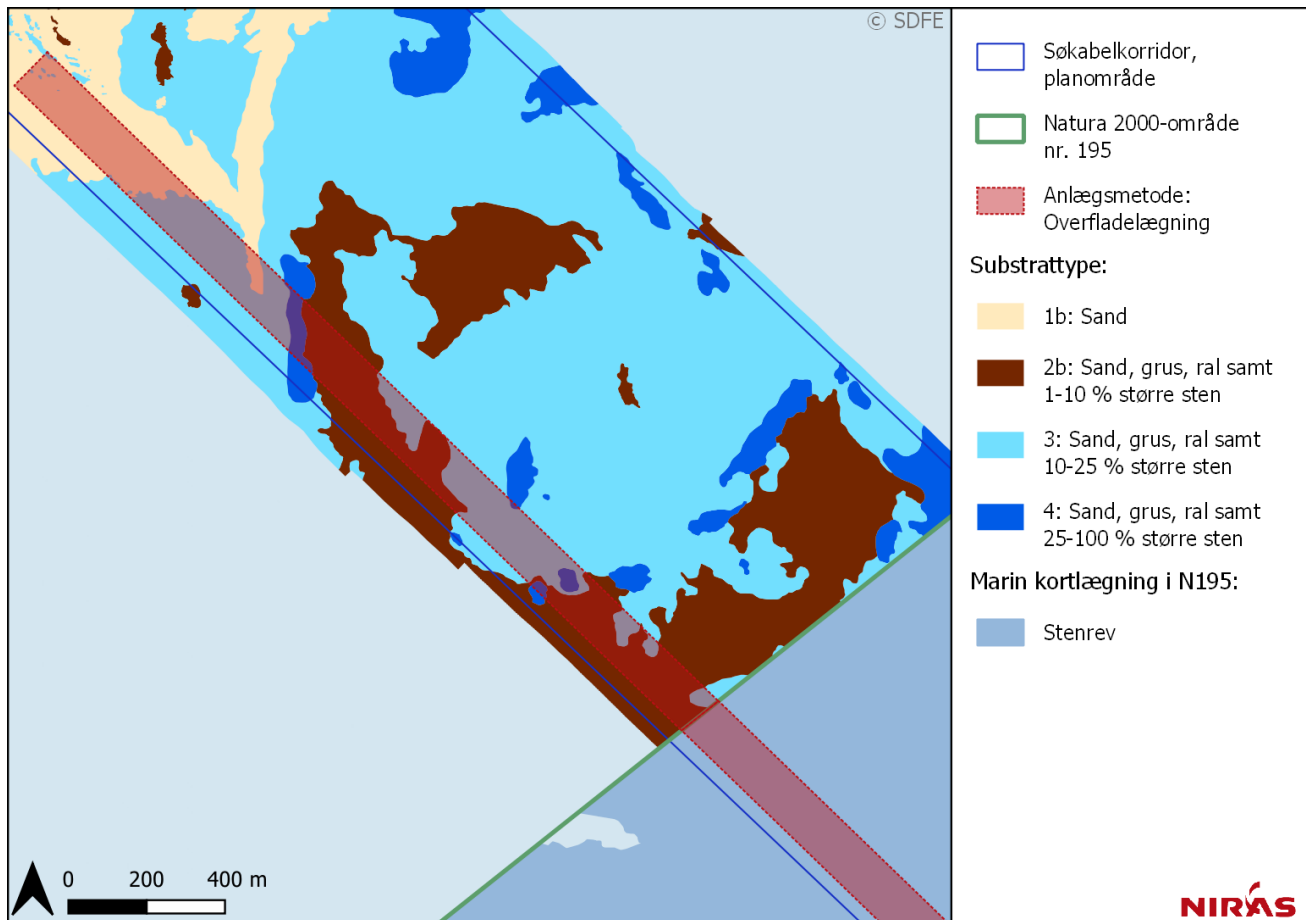 © SDFE
Søkabelkorridor,
planområde
Natura 2000-område
nr. 195
Anlægsmetode:
Overfladelægning
Substrattype:
1b: Sand
2b: Sand, grus, ral samt
1-10 % større sten
3: Sand, grus, ral samt
10-25 % større sten
4: Sand, grus, ral samt
25-100 % større sten
Marin kortlægning i N195:
Stenrev
0 200 400 m
NIRÁS